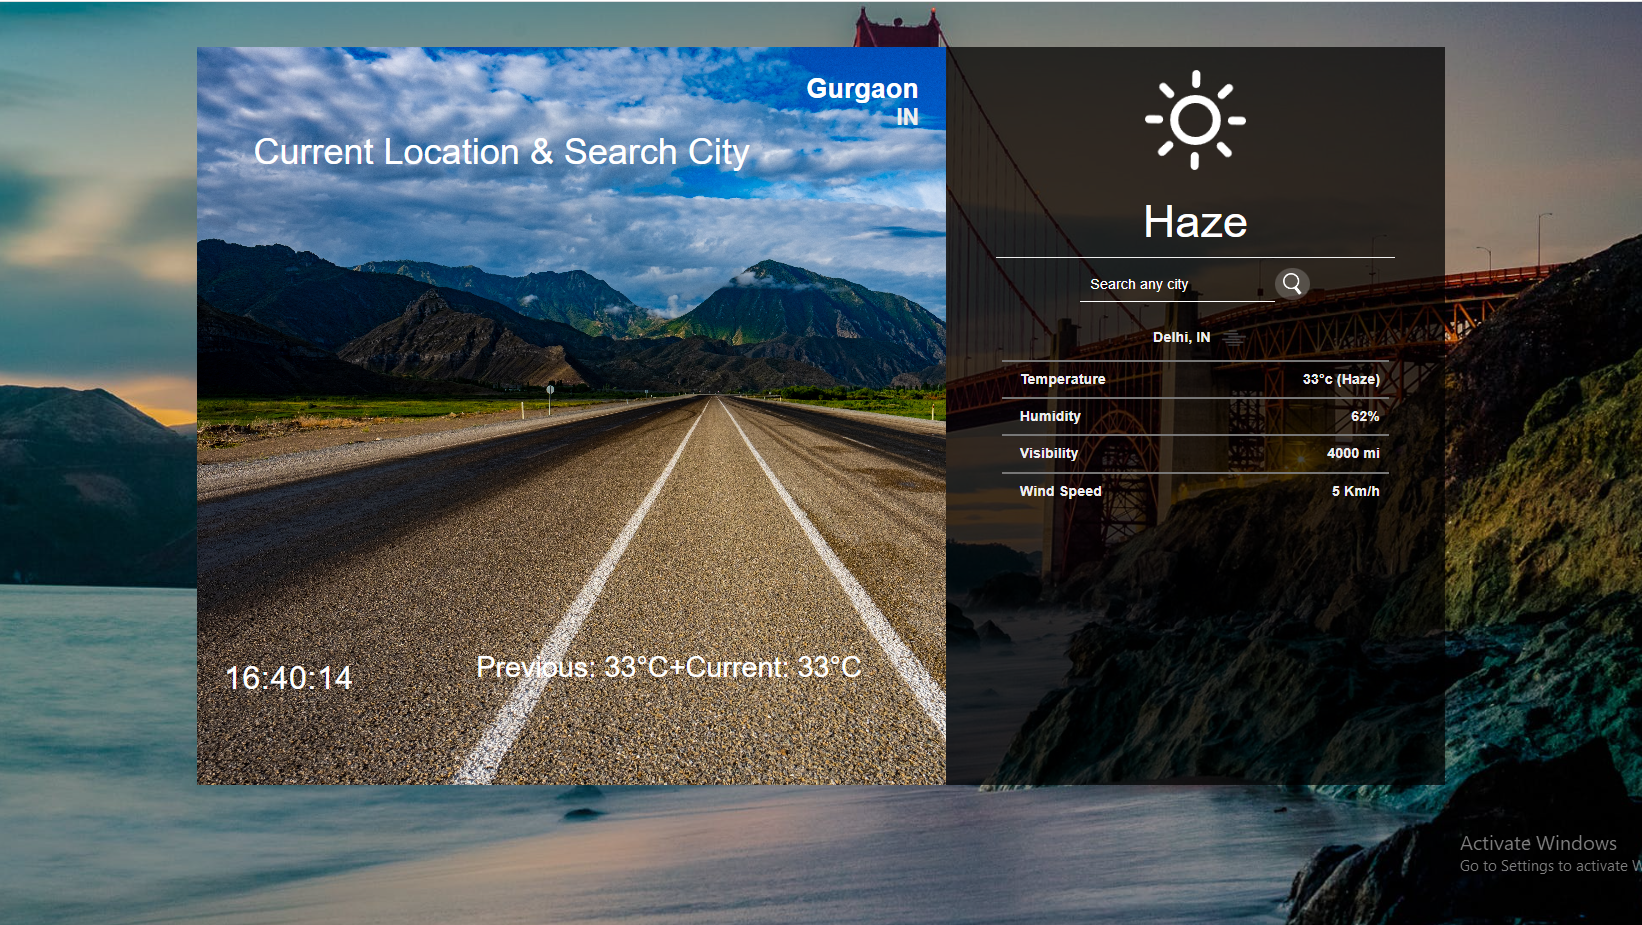 Gurgaon
IN
Current Location & Search City
16:40:14
Previous: 33°C+Current: 33°C
Haze
Search any city
Delhi, IN
Temperature 33°c (Haze)
Humidity 62%
Visibility 4000 mi
Wind Speed 5 Km/h
Activate Windows
Go to Settings to activate W